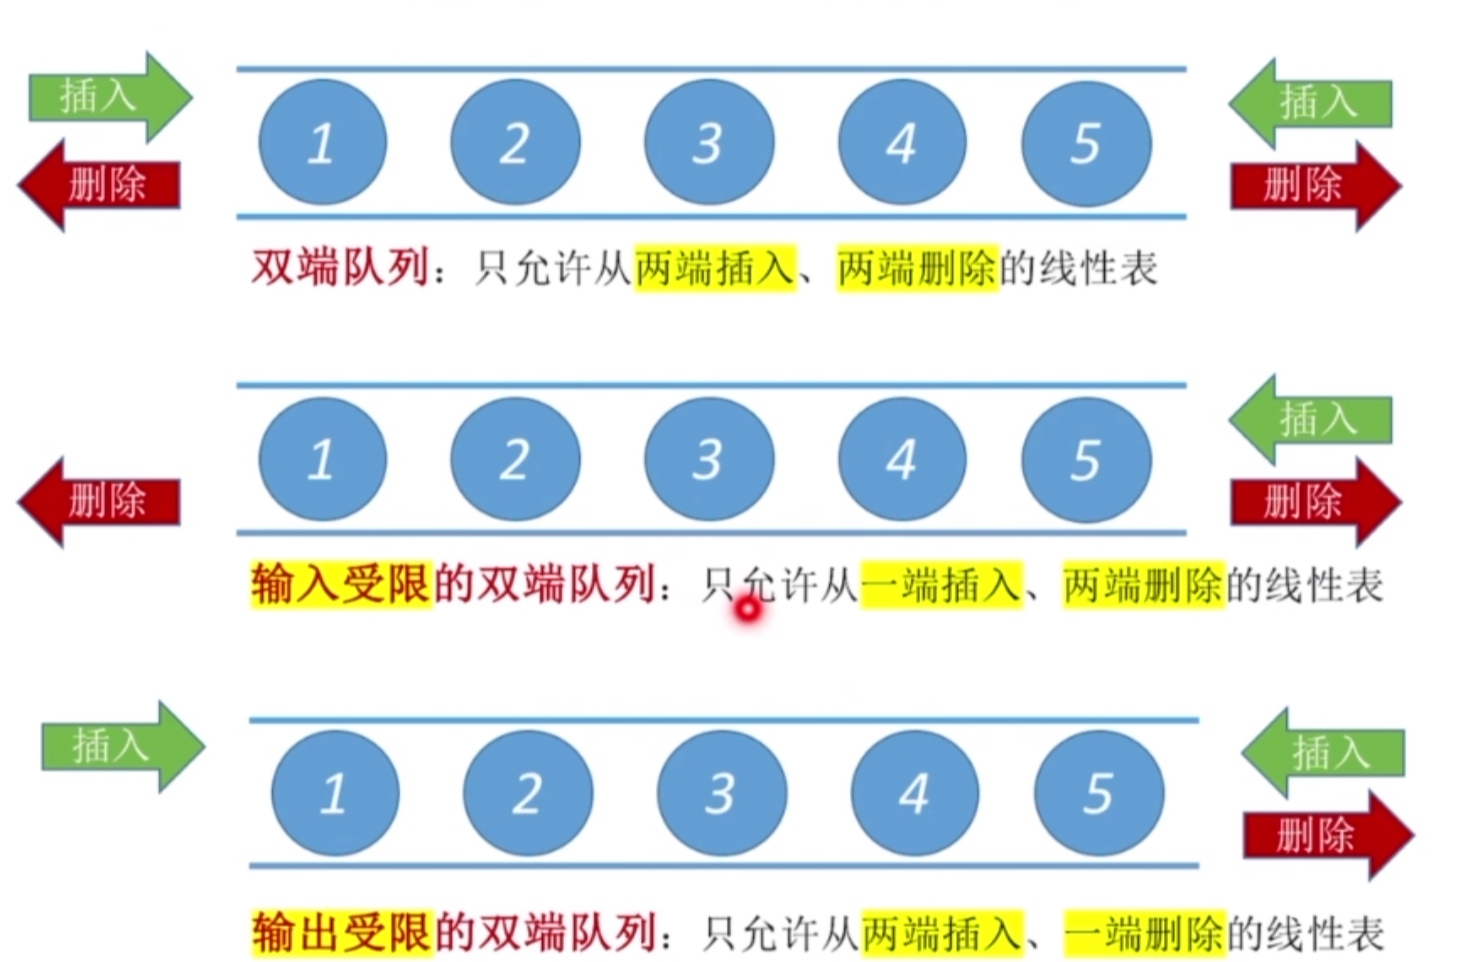 插入 1 2 3 4 5 插入
删除 删除
双端队列：只允许从两端插入、两端删除的线性表
插入
1 2 3 4 5
删除 删除
输入受限的双端队列：只允许从一端插入、两端删除的线性表
插入 插入
1 2 3 4 5
删除
输出受限的双端队列：只允许从两端插入、一端删除的线性表